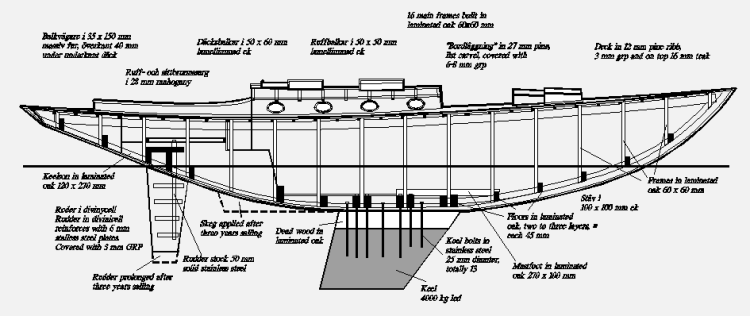 Balkvägare i 35 x 150 mm
massiv fur, överkant 40 mm
under underkant däck
Ruff- och sittbrunnssarg
i 28 mm mahogany
Däcksbalkar i 50 x 60 mm
lamellimmad ek
Ruffbalkar i 50 x 50 mm
lamellimmad ek
16 main frames built in
laminated oak 60x60 mm
"Bordläggning" in 27 mm pine,
flat carvel, covered with
6-8 mm grp
Deck in 12 mm pine ribb,
3 mm grp and on top 16 mm teak
Keelson in laminated
oak 120 x 270 mm
Roder i divinycell
Rudder in divinicell
reinforces with 6 mm
stailess steel plates.
Covered with 3 mm GRP
Rudder prolonged after
three years sailing
Rudder stock 50 mm
solid stainless steel
Skeg applied after
three years sailing
Dead wood in
laminated oak
Keel bolts in
stainless steel
25 mm diamter,
totally 13
Keel
4000 kg led
Floors in laminated
oak, two to three layers, =
each 45 mm
Mastfoot in laminated
oak 270 x 100 mm
Stäv i
100 x 100 mm ek
Frames in laminated
oak 60 x 60 mm